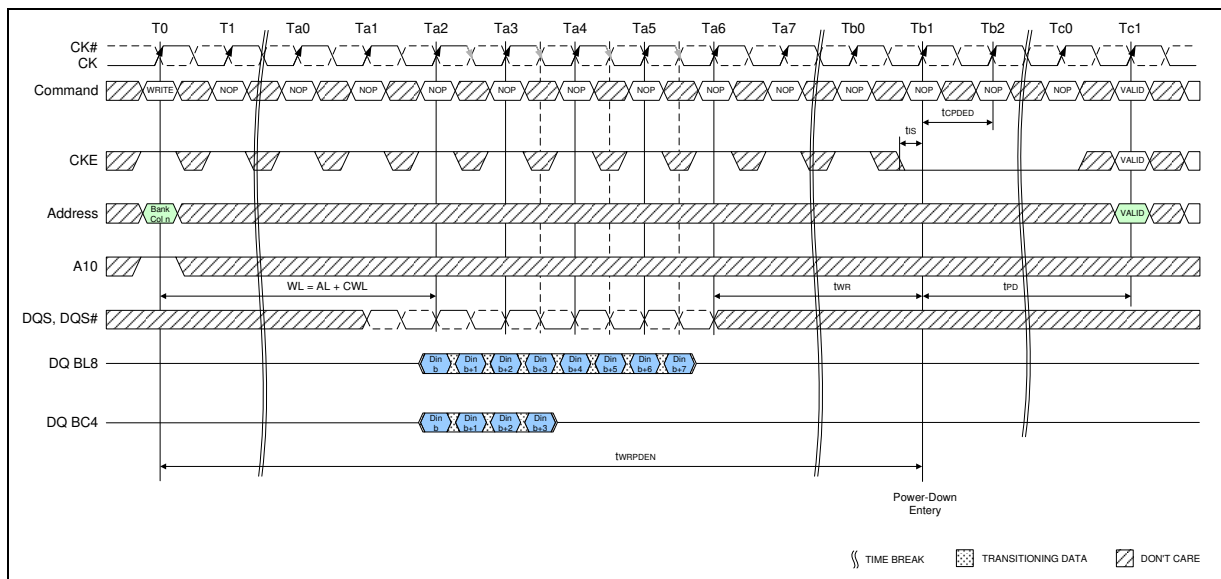 T0 T1 Ta0 Ta1 Ta2 Ta3 Ta4 Ta5 Ta6 Ta7 Tb0 Tb1 Tb2 Tc0 Tc1
CK#
CK
Command WRITE NOP NOP NOP NOP NOP NOP NOP NOP NOP NOP NOP NOP NOP VALID
tCPDED
tIS
CKE VALID
Address Bank Col n VALID
A10
WL = AL + CWL tWR tPD
DQS, DQS#
DQ BL8 Din b Din b+1 Din b+2 Din b+3 Din b+4 Din b+5 Din b+6 Din b+7
DQ BC4 Din b Din b+1 Din b+2 Din b+3
tWRPDEN
Power-Down
Entery
TIME BREAK TRANSITIONING DATA DON'T CARE